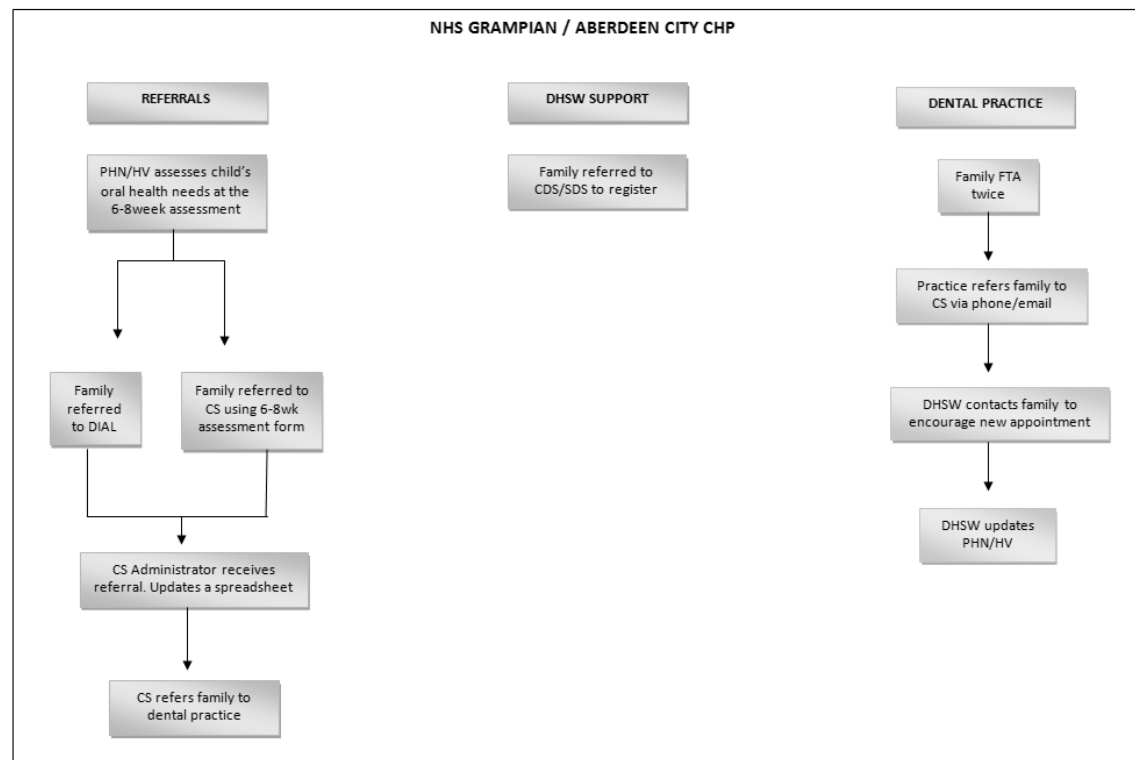 NHS GRAMPIAN / ABERDEEN CITY CHP
REFERRALS
PHN/HV assesses child's
oral health needs at the
6-8week assessment
Family
referred
to DIAL
Family referred to
CS using 6-8wk
assessment form
CS Administrator receives
referral. Updates a spreadsheet
CS refers family to
dental practice
DHSW SUPPORT
Family referred to
CDS/SDS to register
DENTAL PRACTICE
Family FTA
twice
Practice refers family to
CS via phone/email
DHSW contacts family to
encourage new appointment
DHSW updates
PHN/HV